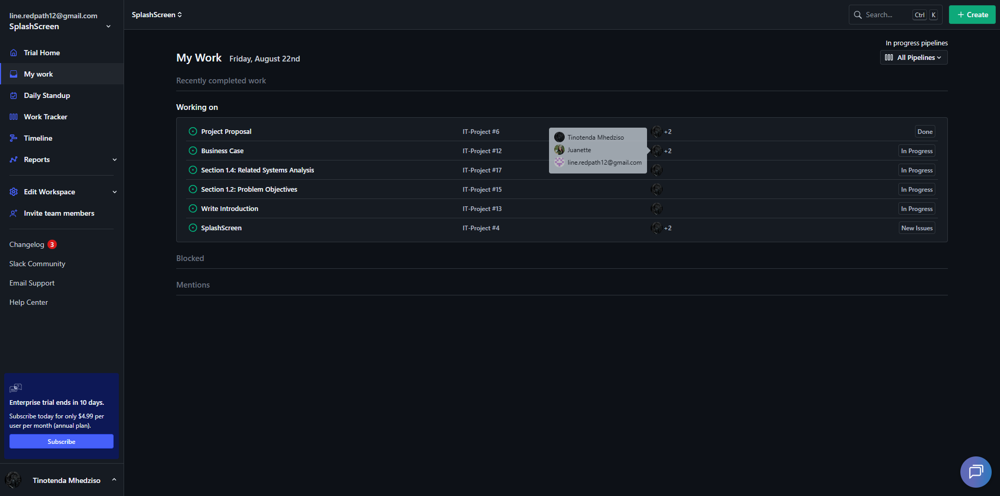 line.redpath12@gmail.com
SplashScreen
Trial Home
My work
Daily Standup
Work Tracker
Timeline
Reports
Edit Workspace
Invite team members
Changelog 3
Slack Community
Email Support
Help Center
Enterprise trial ends in 10 days.
Subscribe today for only $4.99 per
user per month (annual plan).
Subscribe
Tinotenda Mhedziso
SplashScreen
Search... Ctrl K
+ Create
In progress pipelines
All Pipelines
My Work Friday, August 22nd
Recently completed work
Working on
Project Proposal IT-Project #6 +2 Done
Business Case IT-Project #12 +2 In Progress
Section 1.4: Related Systems Analysis IT-Project #17 In Progress
Section 1.2: Problem Objectives IT-Project #15 In Progress
Write Introduction IT-Project #13 In Progress
SplashScreen IT-Project #4 +2 New Issues
Tinotenda Mhedziso
Juanette
line.redpath12@gmail.com
Blocked
Mentions